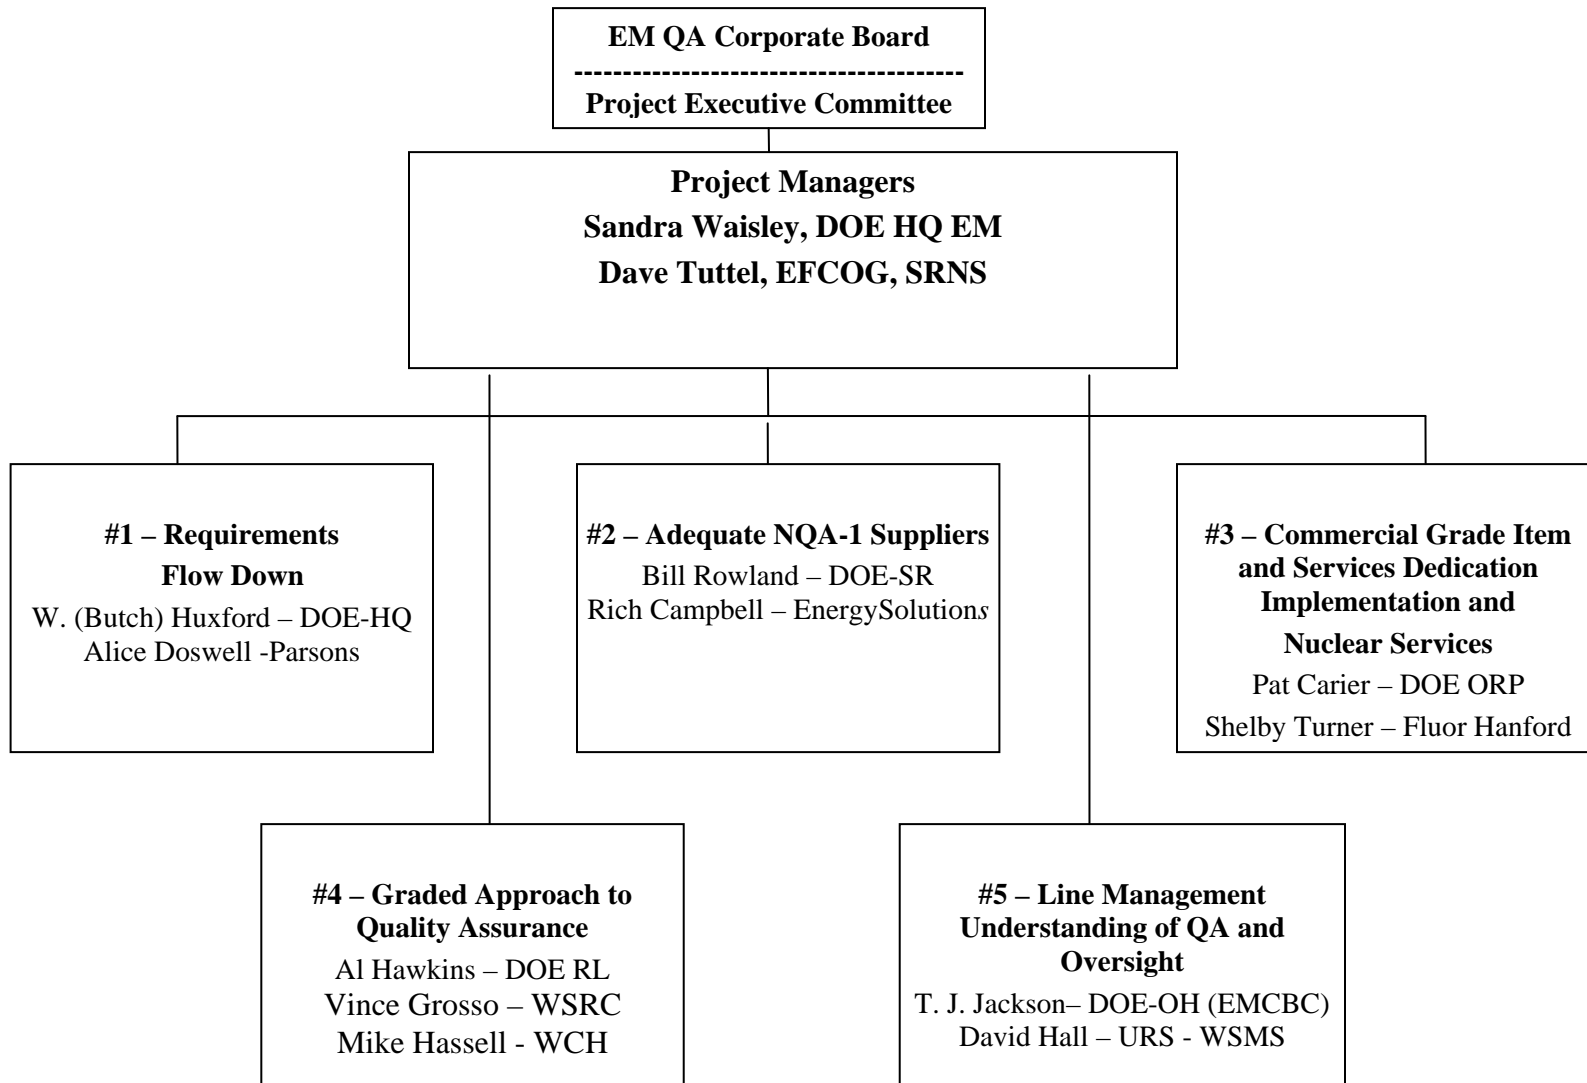 EM QA Corporate Board
----------------------------------------
Project Executive Committee
Project Managers
Sandra Waisley, DOE HQ EM
Dave Tuttel, EFCOG, SRNS
#1 – Requirements
Flow Down
W. (Butch) Huxford – DOE-HQ
Alice Doswell -Parsons
#2 – Adequate NQA-1 Suppliers
Bill Rowland – DOE-SR
Rich Campbell – EnergySolutions
#3 – Commercial Grade Item
and Services Dedication
Implementation and
Nuclear Services
Pat Carier – DOE ORP
Shelby Turner – Fluor Hanford
#4 – Graded Approach to
Quality Assurance
Al Hawkins – DOE RL
Vince Grosso – WSRC
Mike Hassell - WCH
#5 – Line Management
Understanding of QA and
Oversight
T. J. Jackson– DOE-OH (EMCBC)
David Hall – URS - WSMS